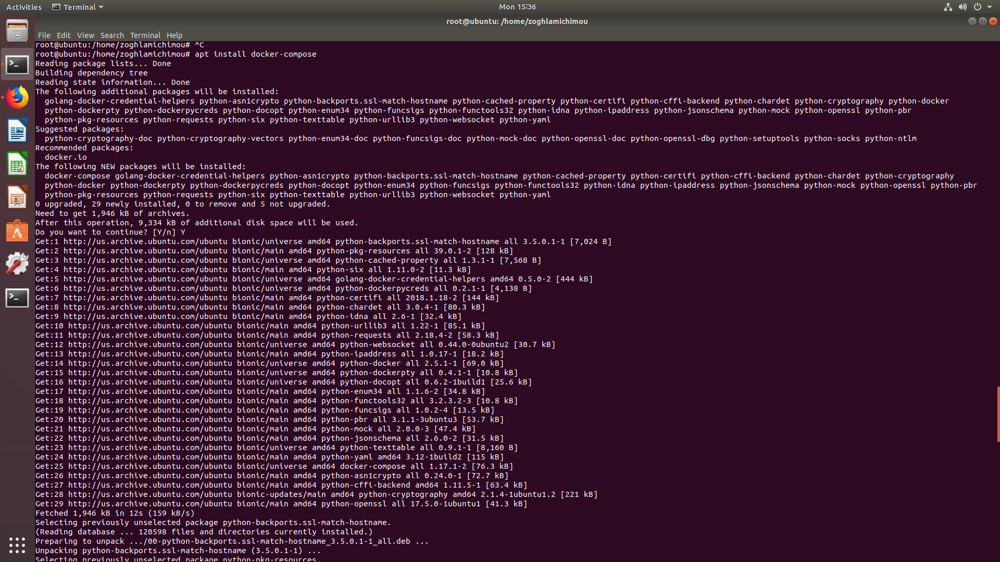 Activities
Terminal
Mon 15:36
root@ubuntu: /home/zoghlamichimou
File Edit View Search Terminal Help
root@ubuntu:/home/zoghlamichimou# ^C
root@ubuntu:/home/zoghlamichimou# apt install docker-compose
Reading package lists... Done
Building dependency tree
Reading state information... Done
The following additional packages will be installed:
  golang-docker-credential-helpers python-asn1crypto python-backports.ssl-match-hostname python-cached-property python-certifi python-cffi-backend python-chardet python-cryptography python-docker
  python-dockerpty python-dockerpycreds python-docopt python-enum34 python-funcsigs python-functools32 python-idna python-ipaddress python-jsonschema python-mock python-openssl python-pbr
  python-pkg-resources python-requests python-six python-texttable python-urllib3 python-websocket python-yaml
Suggested packages:
  python-cryptography-doc python-cryptography-vectors python-enum34-doc python-funcsigs-doc python-mock-doc python-openssl-doc python-openssl-dbg python-setuptools python-socks python-ntlm
Recommended packages:
  docker.io
The following NEW packages will be installed:
  docker-compose golang-docker-credential-helpers python-asn1crypto python-backports.ssl-match-hostname python-cached-property python-certifi python-cffi-backend python-chardet python-cryptography
  python-docker python-dockerpty python-dockerpycreds python-docopt python-enum34 python-funcsigs python-functools32 python-idna python-ipaddress python-jsonschema python-mock python-openssl python-pbr
  python-pkg-resources python-requests python-six python-texttable python-urllib3 python-websocket python-yaml
0 upgraded, 29 newly installed, 0 to remove and 5 not upgraded.
Need to get 1,946 kB of archives.
After this operation, 9,334 kB of additional disk space will be used.
Do you want to continue? [Y/n] Y
Get:1 http://us.archive.ubuntu.com/ubuntu bionic/universe amd64 python-backports.ssl-match-hostname all 3.5.0.1-1 [7,024 B]
Get:2 http://us.archive.ubuntu.com/ubuntu bionic/main amd64 python-pkg-resources all 39.0.1-2 [128 kB]
Get:3 http://us.archive.ubuntu.com/ubuntu bionic/universe amd64 python-cached-property all 1.3.1-1 [7,568 B]
Get:4 http://us.archive.ubuntu.com/ubuntu bionic/main amd64 python-six all 1.11.0-2 [11.3 kB]
Get:5 http://us.archive.ubuntu.com/ubuntu bionic/universe amd64 golang-docker-credential-helpers amd64 0.5.0-2 [444 kB]
Get:6 http://us.archive.ubuntu.com/ubuntu bionic/universe amd64 python-dockerpycreds all 0.2.1-1 [4,138 B]
Get:7 http://us.archive.ubuntu.com/ubuntu bionic/main amd64 python-certifi all 2018.1.18-2 [144 kB]
Get:8 http://us.archive.ubuntu.com/ubuntu bionic/main amd64 python-chardet all 3.0.4-1 [80.3 kB]
Get:9 http://us.archive.ubuntu.com/ubuntu bionic/main amd64 python-idna all 2.6-1 [32.4 kB]
Get:10 http://us.archive.ubuntu.com/ubuntu bionic/main amd64 python-urllib3 all 1.22-1 [85.1 kB]
Get:11 http://us.archive.ubuntu.com/ubuntu bionic/main amd64 python-requests all 2.18.4-2 [58.3 kB]
Get:12 http://us.archive.ubuntu.com/ubuntu bionic/universe amd64 python-websocket all 0.44.0-0ubuntu2 [30.7 kB]
Get:13 http://us.archive.ubuntu.com/ubuntu bionic/main amd64 python-ipaddress all 1.0.17-1 [18.2 kB]
Get:14 http://us.archive.ubuntu.com/ubuntu bionic/universe amd64 python-docker all 2.5.1-1 [69.0 kB]
Get:15 http://us.archive.ubuntu.com/ubuntu bionic/universe amd64 python-dockerpty all 0.4.1-1 [10.8 kB]
Get:16 http://us.archive.ubuntu.com/ubuntu bionic/universe amd64 python-docopt all 0.6.2-1build1 [25.6 kB]
Get:17 http://us.archive.ubuntu.com/ubuntu bionic/main amd64 python-enum34 all 1.1.6-2 [34.8 kB]
Get:18 http://us.archive.ubuntu.com/ubuntu bionic/main amd64 python-functools32 all 3.2.3.2-3 [10.8 kB]
Get:19 http://us.archive.ubuntu.com/ubuntu bionic/main amd64 python-funcsigs all 1.0.2-4 [13.5 kB]
Get:20 http://us.archive.ubuntu.com/ubuntu bionic/main amd64 python-pbr all 3.1.1-3ubuntu3 [53.7 kB]
Get:21 http://us.archive.ubuntu.com/ubuntu bionic/main amd64 python-mock all 2.0.0-3 [47.4 kB]
Get:22 http://us.archive.ubuntu.com/ubuntu bionic/main amd64 python-jsonschema all 2.6.0-2 [31.5 kB]
Get:23 http://us.archive.ubuntu.com/ubuntu bionic/universe amd64 python-texttable all 0.9.1-1 [8,160 B]
Get:24 http://us.archive.ubuntu.com/ubuntu bionic/main amd64 python-yaml amd64 3.12-1build2 [115 kB]
Get:25 http://us.archive.ubuntu.com/ubuntu bionic/universe amd64 docker-compose all 1.17.1-2 [76.3 kB]
Get:26 http://us.archive.ubuntu.com/ubuntu bionic/main amd64 python-asn1crypto all 0.24.0-1 [72.7 kB]
Get:27 http://us.archive.ubuntu.com/ubuntu bionic/main amd64 python-cffi-backend amd64 1.11.5-1 [63.4 kB]
Get:28 http://us.archive.ubuntu.com/ubuntu bionic-updates/main amd64 python-cryptography amd64 2.1.4-1ubuntu1.2 [221 kB]
Get:29 http://us.archive.ubuntu.com/ubuntu bionic/main amd64 python-openssl all 17.5.0-1ubuntu1 [41.3 kB]
Fetched 1,946 kB in 12s (159 kB/s)
Selecting previously unselected package python-backports.ssl-match-hostname.
(Reading database ... 120598 files and directories currently installed.)
Preparing to unpack .../00-python-backports.ssl-match-hostname_3.5.0.1-1_all.deb ...
Unpacking python-backports.ssl-match-hostname (3.5.0.1-1) ...
Selecting previously unselected package python-pkg-resources.